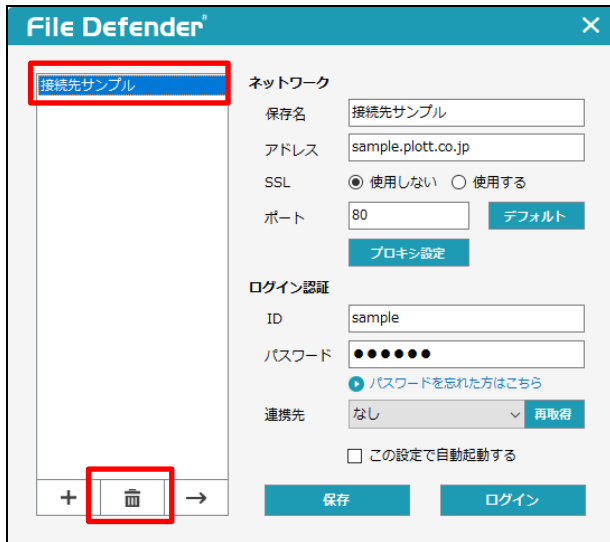 File Defender®
接続先サンプル
ネットワーク
保存名 接続先サンプル
アドレス sample.plott.co.jp
SSL 使用しない 使用する
ポート 80 デフォルト
プロキシ設定
ログイン認証
ID sample
パスワード ●●●●●●
パスワードを忘れた方はこちら
連携先 なし 再取得
この設定で自動起動する
保存 ログイン